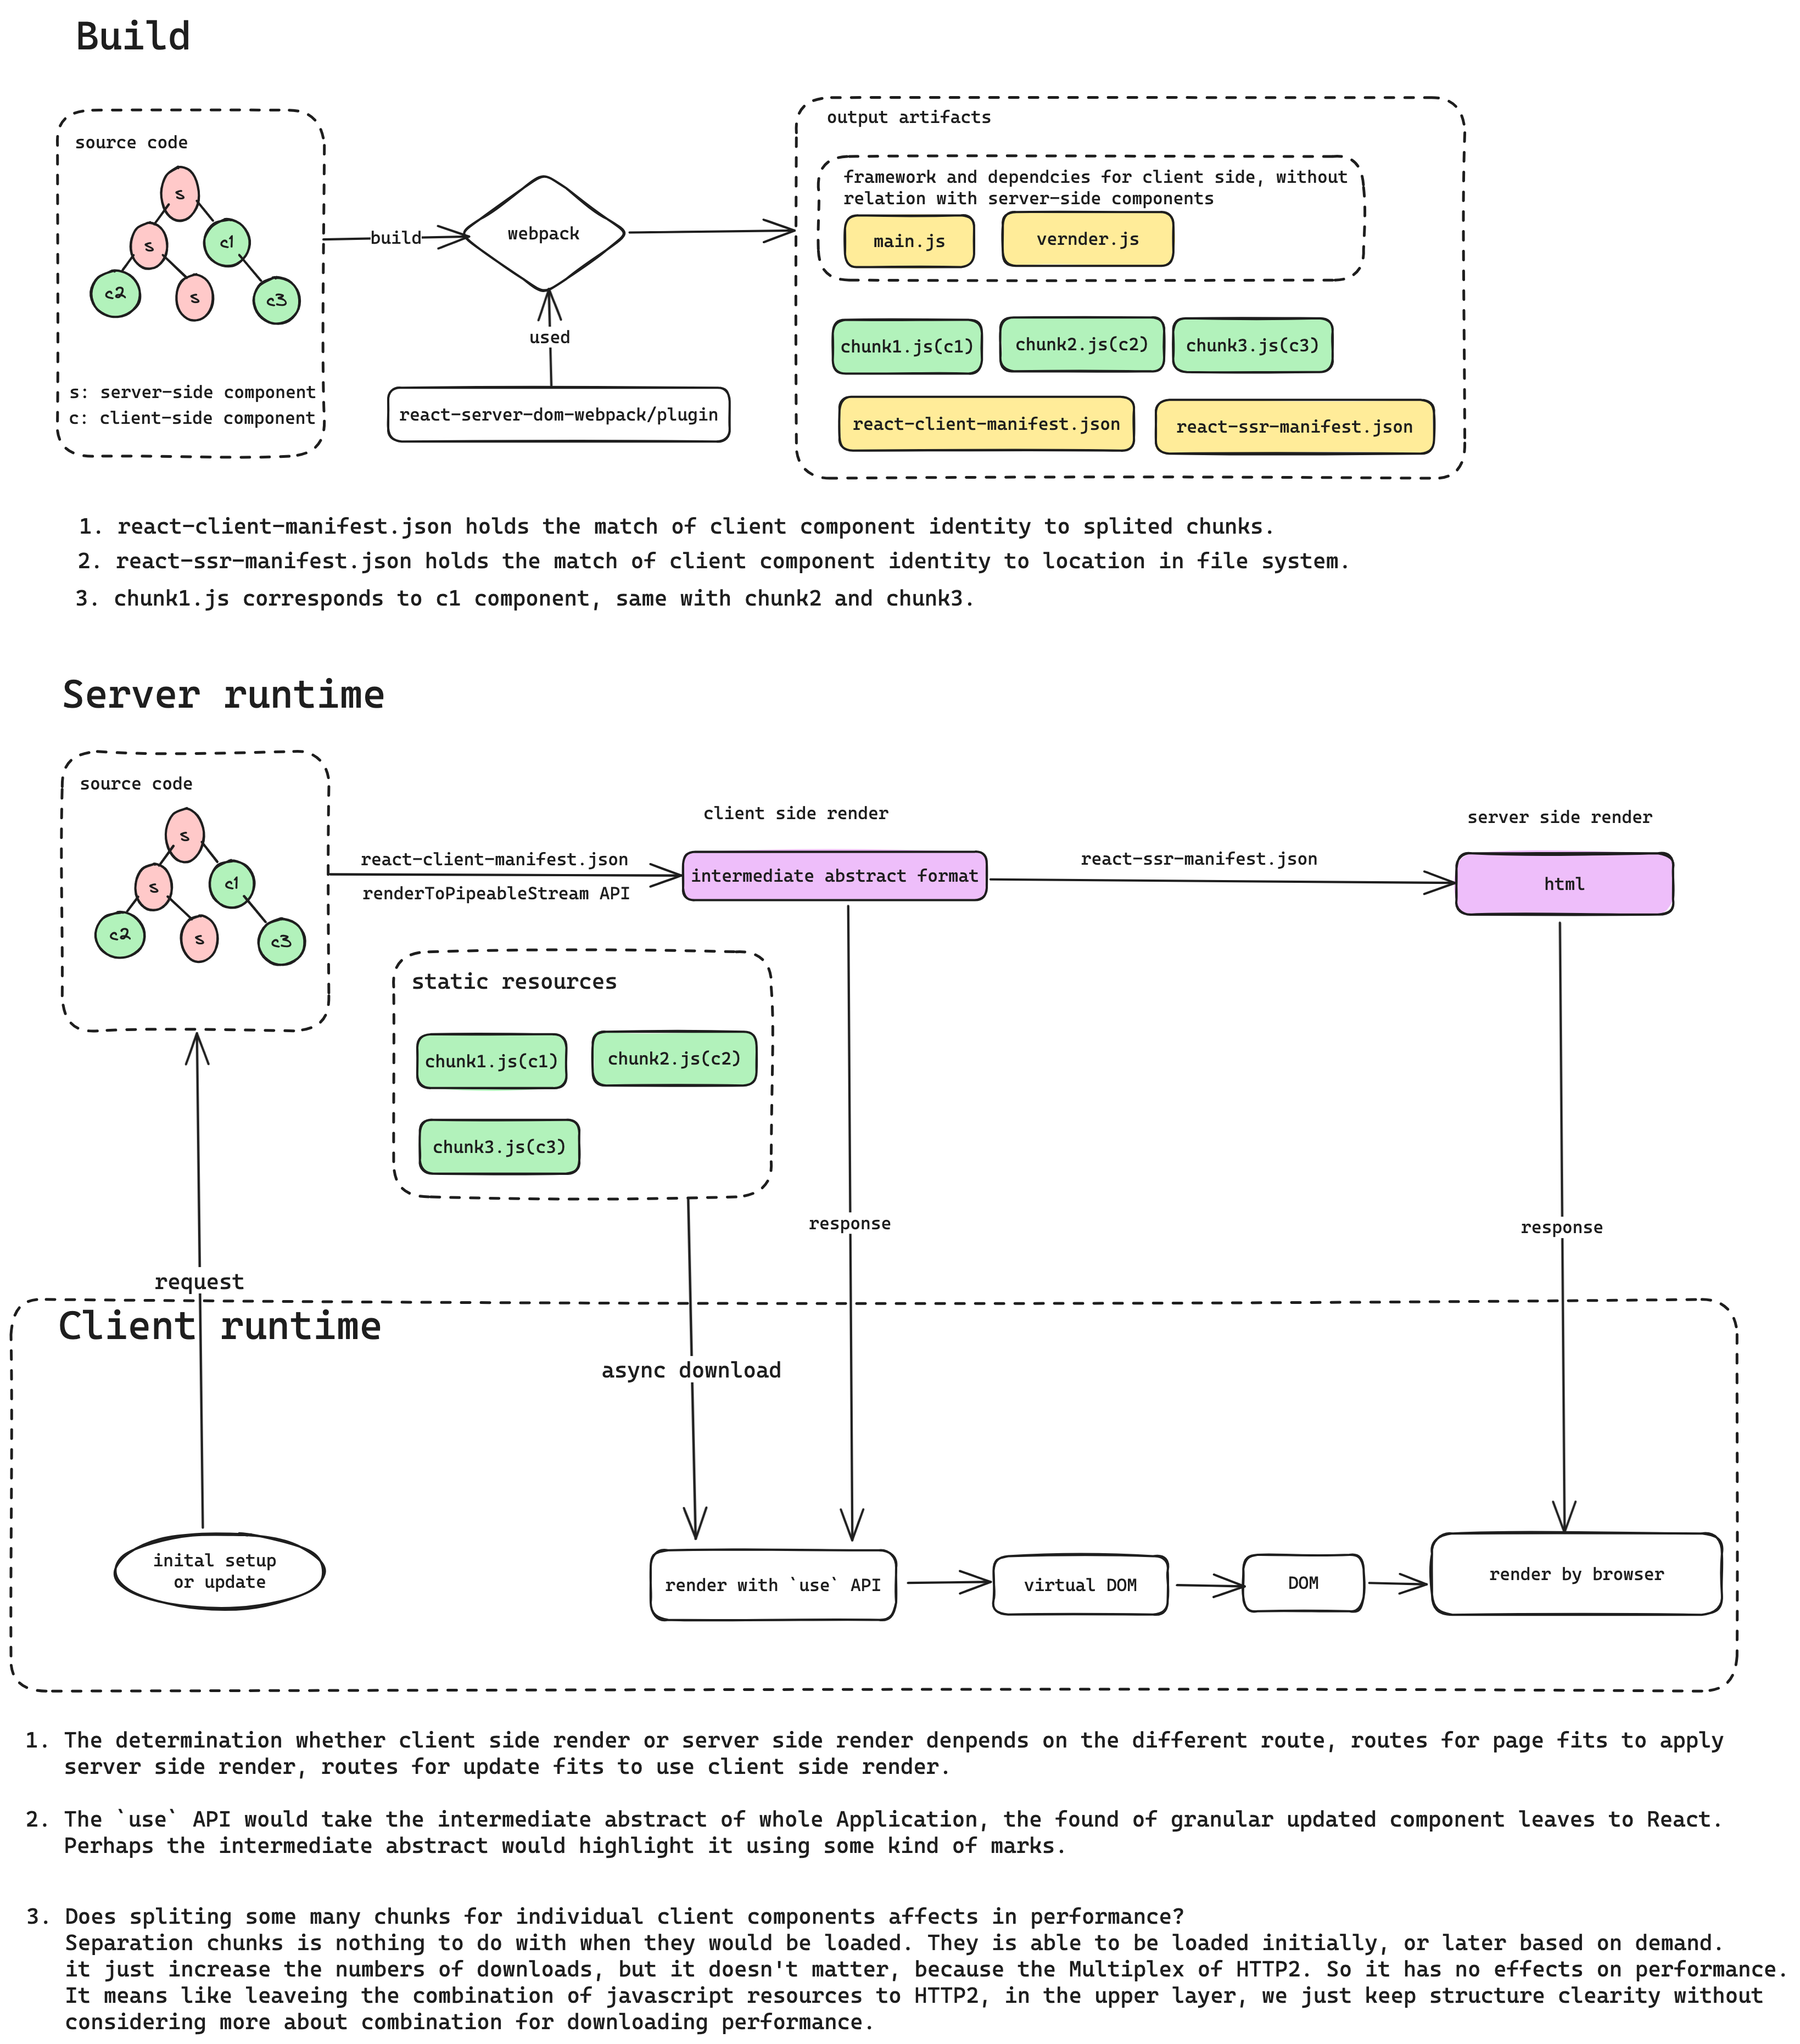 Build
source code
s
s
c1
c2
s
c3
s: server-side component
c: client-side component
build
webpack
used
react-server-dom-webpack/plugin
output artifacts
framework and dependcies for client side, without
relation with server-side components
main.js
vernder.js
chunk1.js(c1)
chunk2.js(c2)
chunk3.js(c3)
react-client-manifest.json
react-ssr-manifest.json
1. react-client-manifest.json holds the match of client component identity to splited chunks.
2. react-ssr-manifest.json holds the match of client component identity to location in file system.
3. chunk1.js corresponds to c1 component, same with chunk2 and chunk3.
Server runtime
source code
s
s
c1
c2
s
c3
react-client-manifest.json
renderToPipeableStream API
client side render
intermediate abstract format
react-ssr-manifest.json
server side render
html
static resources
chunk1.js(c1)
chunk2.js(c2)
chunk3.js(c3)
response
response
request
Client runtime
async download
inital setup
or update
render with `use` API
virtual DOM
DOM
render by browser
1. The determination whether client side render or server side render denpends on the different route, routes for page fits to apply
server side render, routes for update fits to use client side render.
2. The `use` API would take the intermediate abstract of whole Application, the found of granular updated component leaves to React.
Perhaps the intermediate abstract would highlight it using some kind of marks.
3. Does spliting some many chunks for individual client components affects in performance?
Separation chunks is nothing to do with when they would be loaded. They is able to be loaded initially, or later based on demand.
it just increase the numbers of downloads, but it doesn't matter, because the Multiplex of HTTP2. So it has no effects on performance.
It means like leaveing the combination of javascript resources to HTTP2, in the upper layer, we just keep structure clearity without
considering more about combination for downloading performance.